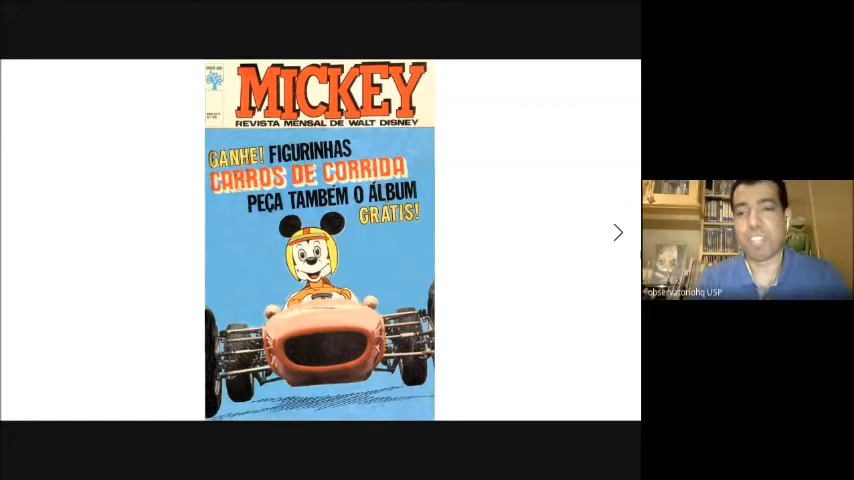 MICKEY
REVISTA MENSAL DE WALT DISNEY
GANHE! FIGURINHAS
CARROS DE CORRIDA
PEÇA TAMBÉM O ÁLBUM
GRÁTIS!
observatoriohq USP